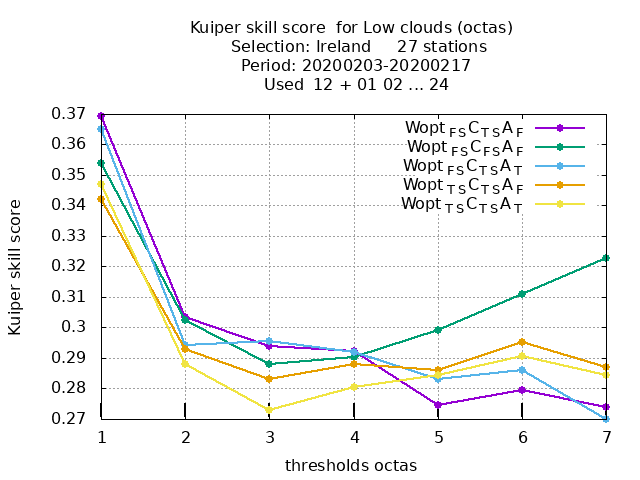 Kuiper skill score  for Low clouds (octas)
Selection: Ireland     27 stations
Period: 20200203-20200217
Used  12 + 01 02 ... 24
0.37
0.36
0.35
0.34
0.33
0.32
0.31
0.3
0.29
0.28
0.27
Kuiper skill score
Wopt FS C TS A F
Wopt FS C FS A F
Wopt FS C TS A T
Wopt TS C TS A F
Wopt TS C TS A T
1 2 3 4 5 6 7
thresholds octas